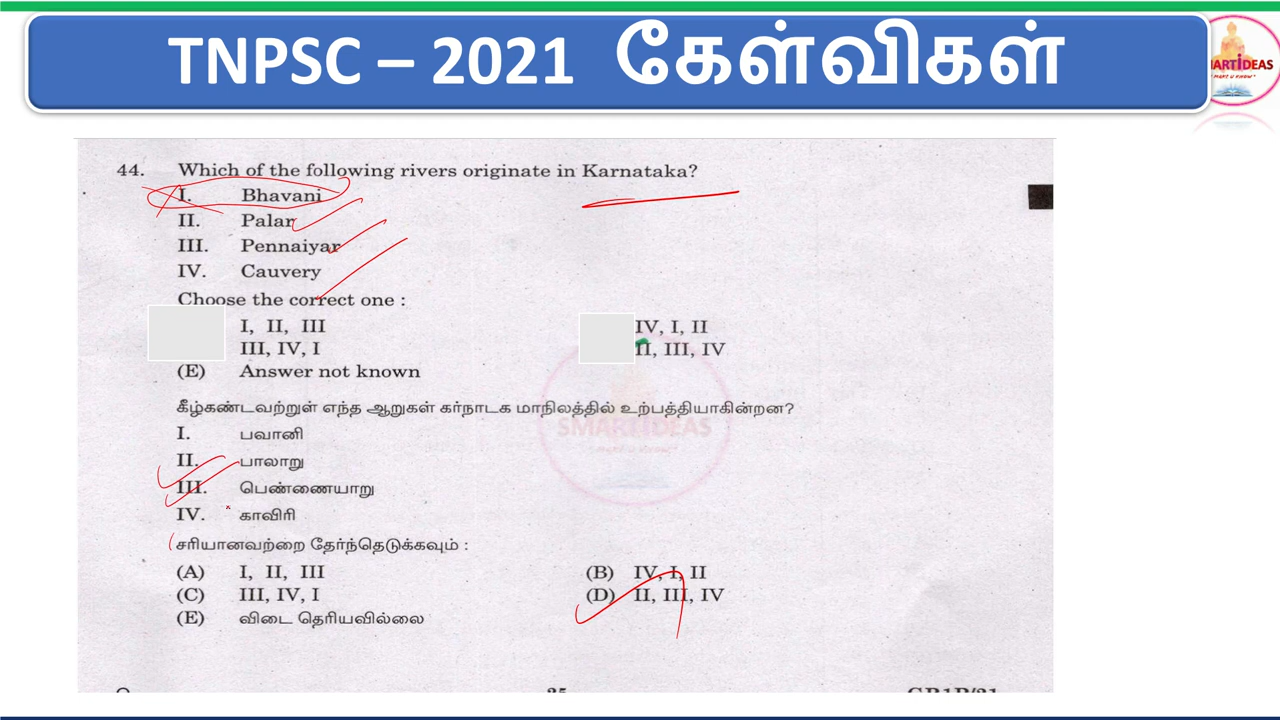 TNPSC – 2021 கேள்விகள்
44. Which of the following rivers originate in Karnataka?
I. Bhavani
II. Palar
III. Pennaiyar
IV. Cauvery
Choose the correct one :
I, II, III IV, I, II
III, IV, I II, III, IV
(E) Answer not known
கீழ்கண்டவற்றுள் எந்த ஆறுகள் கர்நாடக மாநிலத்தில் உற்பத்தியாகின்றன?
I. பவானி
II. பாலாறு
III. பெண்ணையாறு
IV. காவிரி
சரியானவற்றை தேர்ந்தெடுக்கவும் :
(A) I, II, III (B) IV, I, II
(C) III, IV, I (D) II, III, IV
(E) விடை தெரியவில்லை
SMARTIDEAS